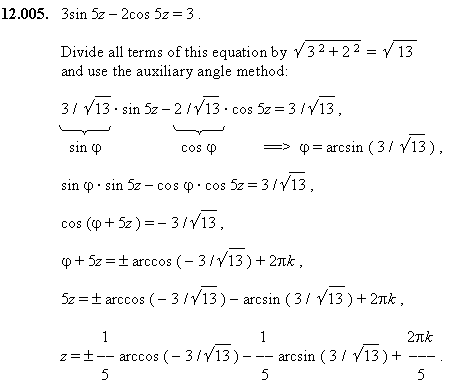 12.005. 3sin 5z – 2cos 5z = 3 .
Divide all terms of this equation by √3² + 2² = √13
and use the auxiliary angle method:
3 / √13 · sin 5z – 2 / √13 · cos 5z = 3 / √13 ,
sin φ cos φ ==> φ = arcsin ( 3 / √13 ) ,
sin φ · sin 5z – cos φ · cos 5z = 3 / √13 ,
cos (φ + 5z ) = – 3 / √13 ,
φ + 5z = ± arccos ( – 3 / √13 ) + 2πk ,
5z = ± arccos ( – 3 / √13 ) – arcsin ( 3 / √13 ) + 2πk ,
1 1 2πk
z = ± –– arccos ( – 3 / √13 ) – –– arcsin ( 3 / √13 ) + –––– .
5 5 5